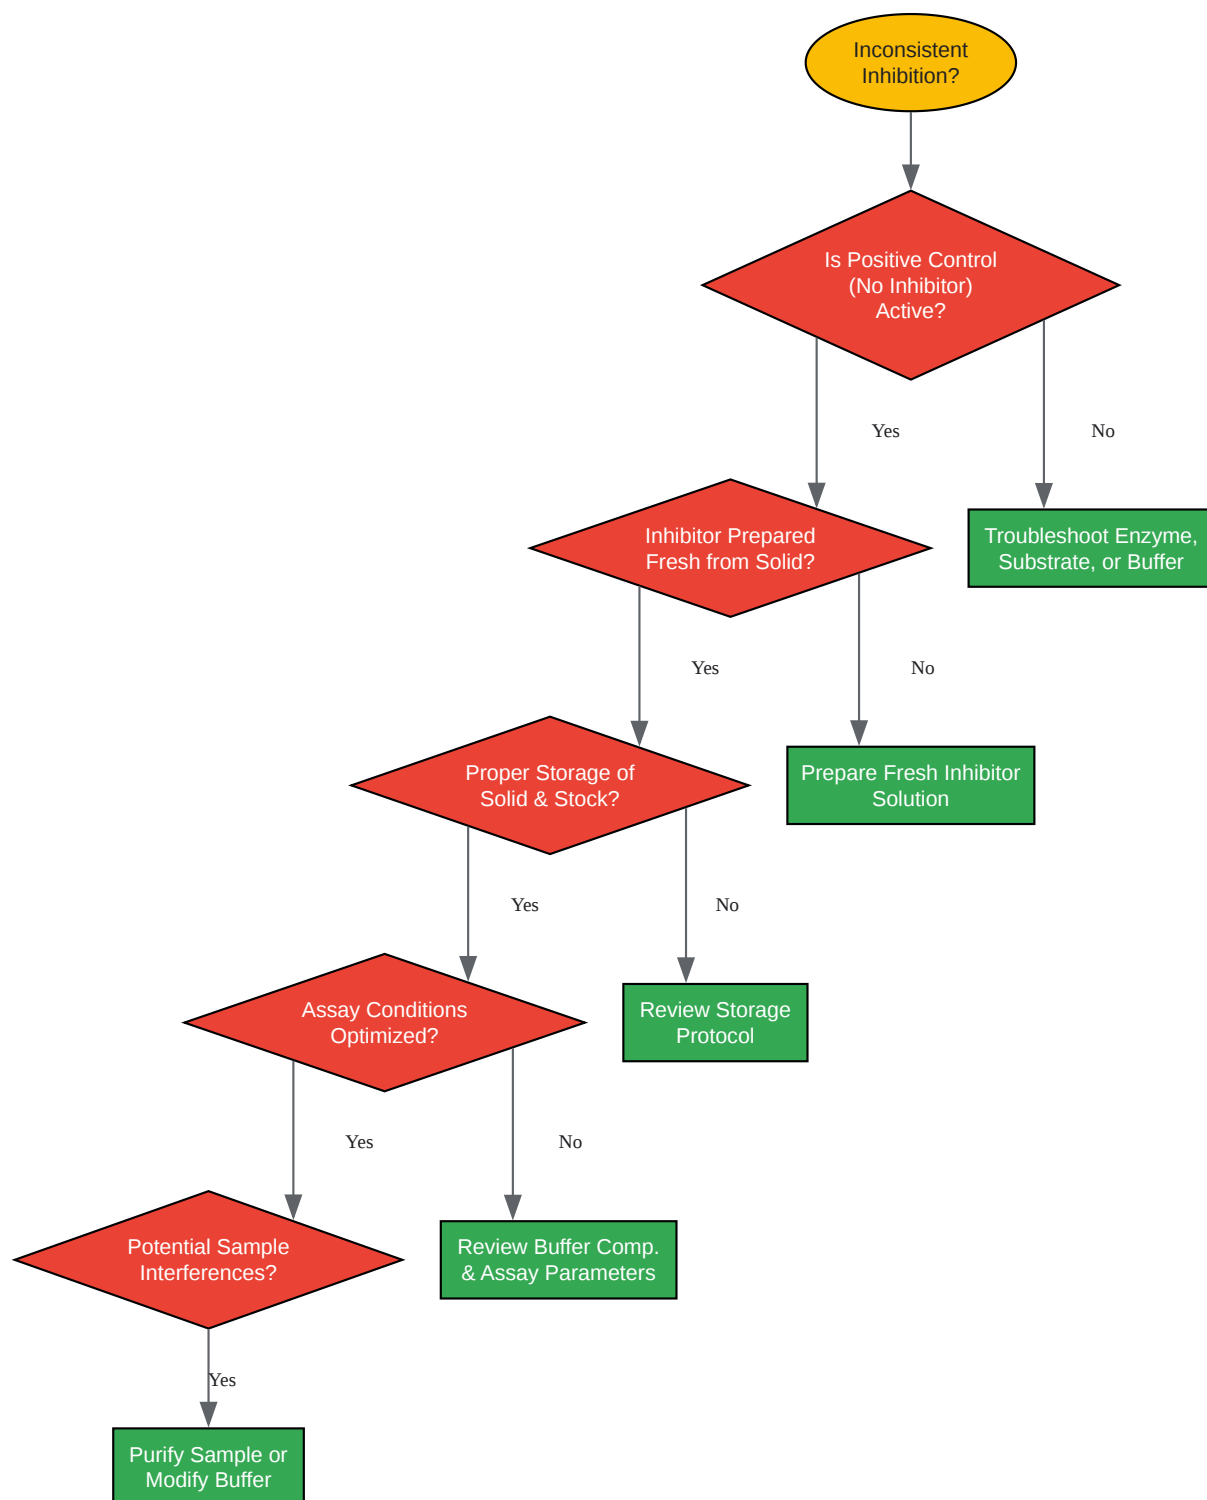 Inconsistent
Inhibition?
Is Positive Control
(No Inhibitor)
Active?
Yes
No
Inhibitor Prepared
Fresh from Solid?
Troubleshoot Enzyme,
Substrate, or Buffer
Yes
No
Proper Storage of
Solid & Stock?
Prepare Fresh Inhibitor
Solution
Yes
No
Assay Conditions
Optimized?
Review Storage
Protocol
Yes
No
Potential Sample
Interferences?
Review Buffer Comp.
& Assay Parameters
Yes
Purify Sample or
Modify Buffer